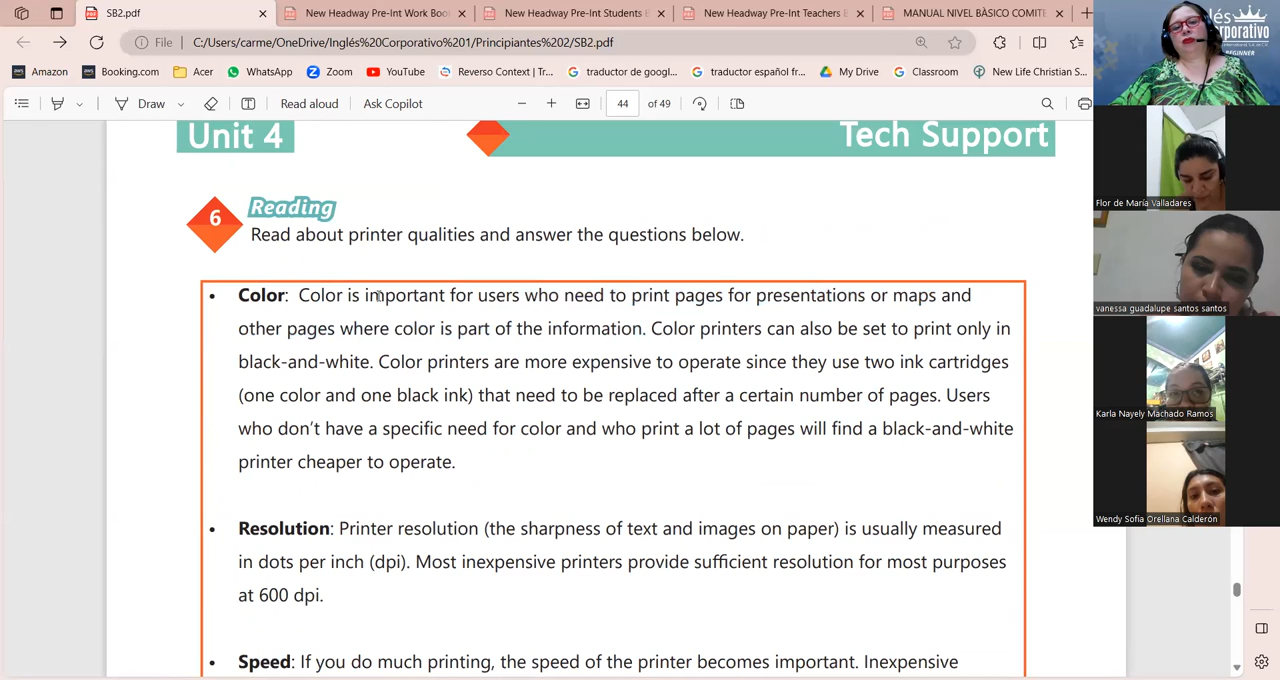 SB2.pdf
New Headway Pre-Int Work Boo
New Headway Pre-Int Students B
New Headway Pre-Int Teachers E
MANUAL NIVEL BÀSICO COMITE
File
C:/Users/carme/OneDrive/Inglés%20Corporativo%201/Principiantes%202/SB2.pdf
Amazon
Booking.com
Acer
WhatsApp
Zoom
YouTube
Reverso Context | Tr...
traductor de googl...
traductor español fr...
My Drive
Classroom
New Life Christian S...
Draw
Read aloud
Ask Copilot
44
of 49
Unit 4
Tech Support
6
Reading
Read about printer qualities and answer the questions below.
• Color: Color is important for users who need to print pages for presentations or maps and
other pages where color is part of the information. Color printers can also be set to print only in
black-and-white. Color printers are more expensive to operate since they use two ink cartridges
(one color and one black ink) that need to be replaced after a certain number of pages. Users
who don't have a specific need for color and who print a lot of pages will find a black-and-white
printer cheaper to operate.
• Resolution: Printer resolution (the sharpness of text and images on paper) is usually measured
in dots per inch (dpi). Most inexpensive printers provide sufficient resolution for most purposes
at 600 dpi.
• Speed: If you do much printing, the speed of the printer becomes important. Inexpensive
lés
rporativo
BEGINNER
Flor de María Valladares
vanessa guadalupe santos santos
Karla Nayely Machado Ramos
Wendy Sofia Orellana Calderón